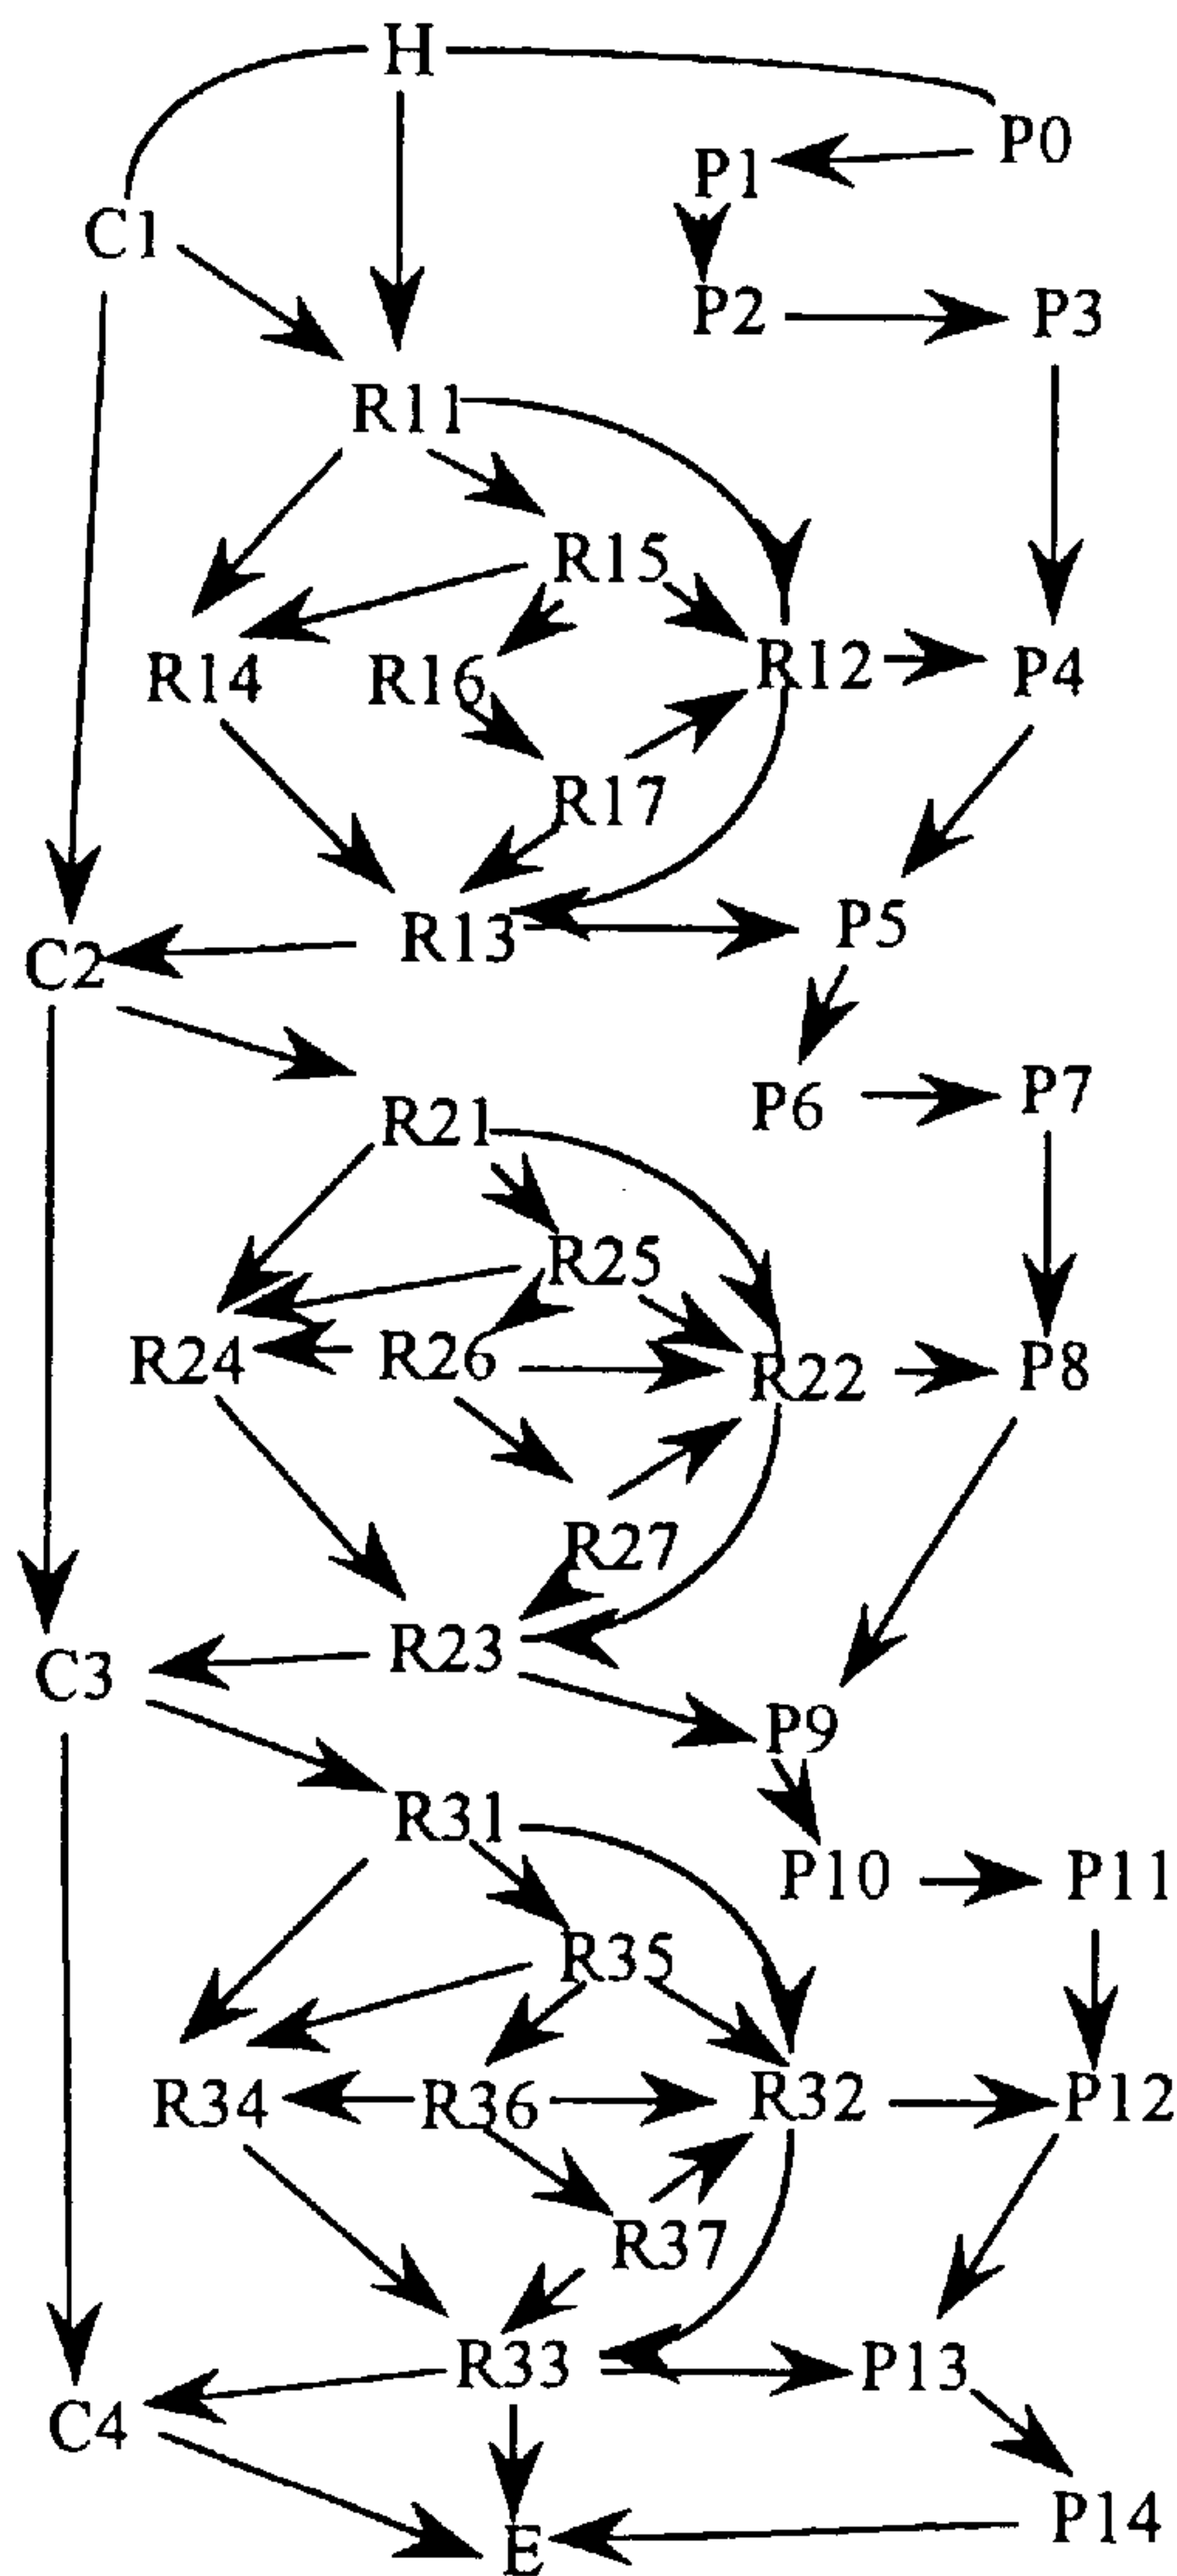 H
P0
P1
C1
P2 P3
R11
R15
R14 R16 R12 P4
R17
R13 P5
C2
P6 P7
R21
R25
R24 R26 R22 P8
R27
R23
C3
P9
R31
P10 P11
R35
R34 R36 R32 P12
R37
R33 P13
C4
P14
E